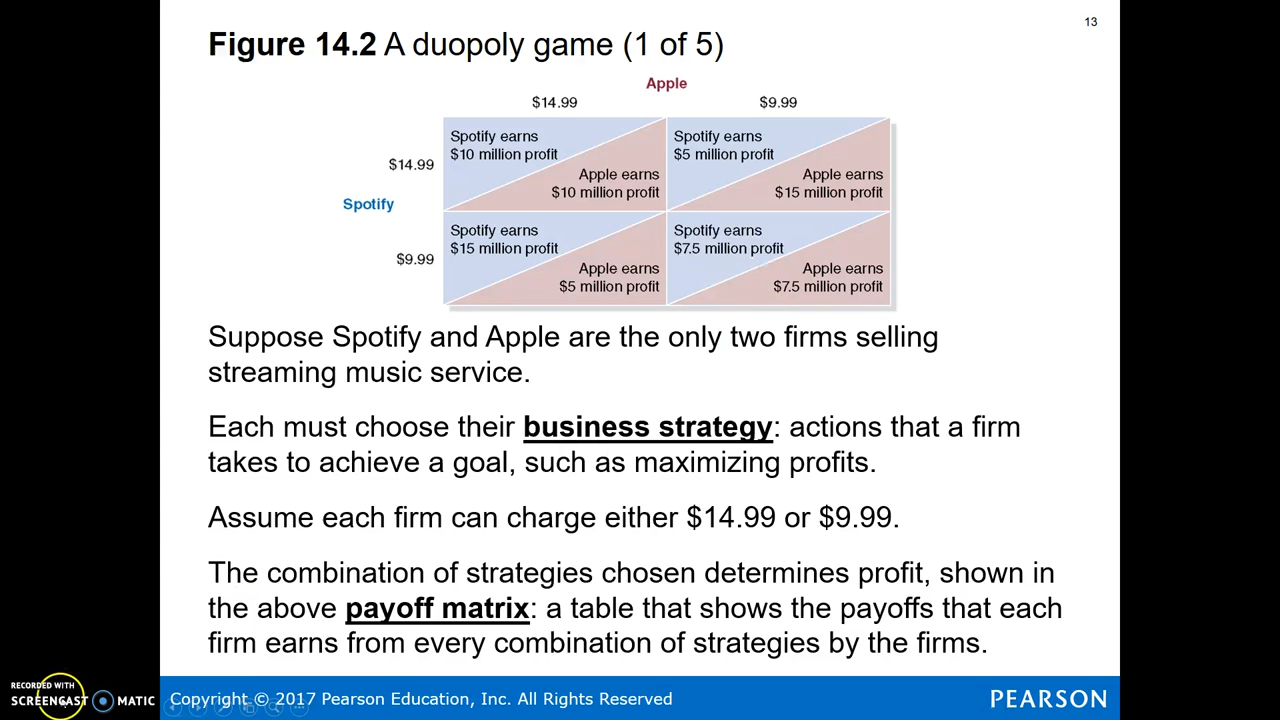 13
Figure 14.2 A duopoly game (1 of 5)
Apple
$14.99 $9.99
Spotify earns
$10 million profit
Apple earns
$10 million profit
Spotify earns
$5 million profit
Apple earns
$15 million profit
$14.99
Spotify
$9.99
Spotify earns
$15 million profit
Apple earns
$5 million profit
Spotify earns
$7.5 million profit
Apple earns
$7.5 million profit
Suppose Spotify and Apple are the only two firms selling
streaming music service.
Each must choose their business strategy: actions that a firm
takes to achieve a goal, such as maximizing profits.
Assume each firm can charge either $14.99 or $9.99.
The combination of strategies chosen determines profit, shown in
the above payoff matrix: a table that shows the payoffs that each
firm earns from every combination of strategies by the firms.
RECORDED WITH
SCREENCAST MATIC
Copyright © 2017 Pearson Education, Inc. All Rights Reserved
PEARSON